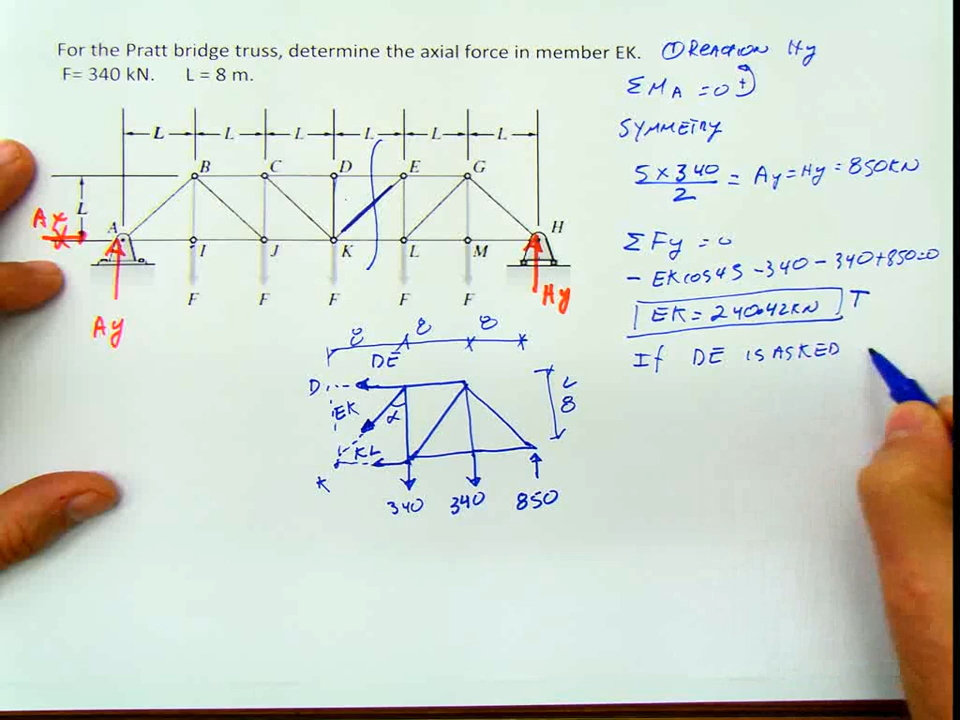 For the Pratt bridge truss, determine the axial force in member EK.
F= 340 kN. L = 8 m.
① REACTION Hy
ΣMA = 0 +
SYMMETRY
5 x 340 / 2 = Ay = Hy = 850KN
ΣFy = 0
- EKcos45 - 340 - 340 + 850=0
EK = 240.42KN T
If DE IS ASKED
L L L L L L
B C D E G
L
Ax A H
I J K L M
F F F F F
Ay Hy
8 8 8
DE
D
EK α L 8
KL
K
340 340 850